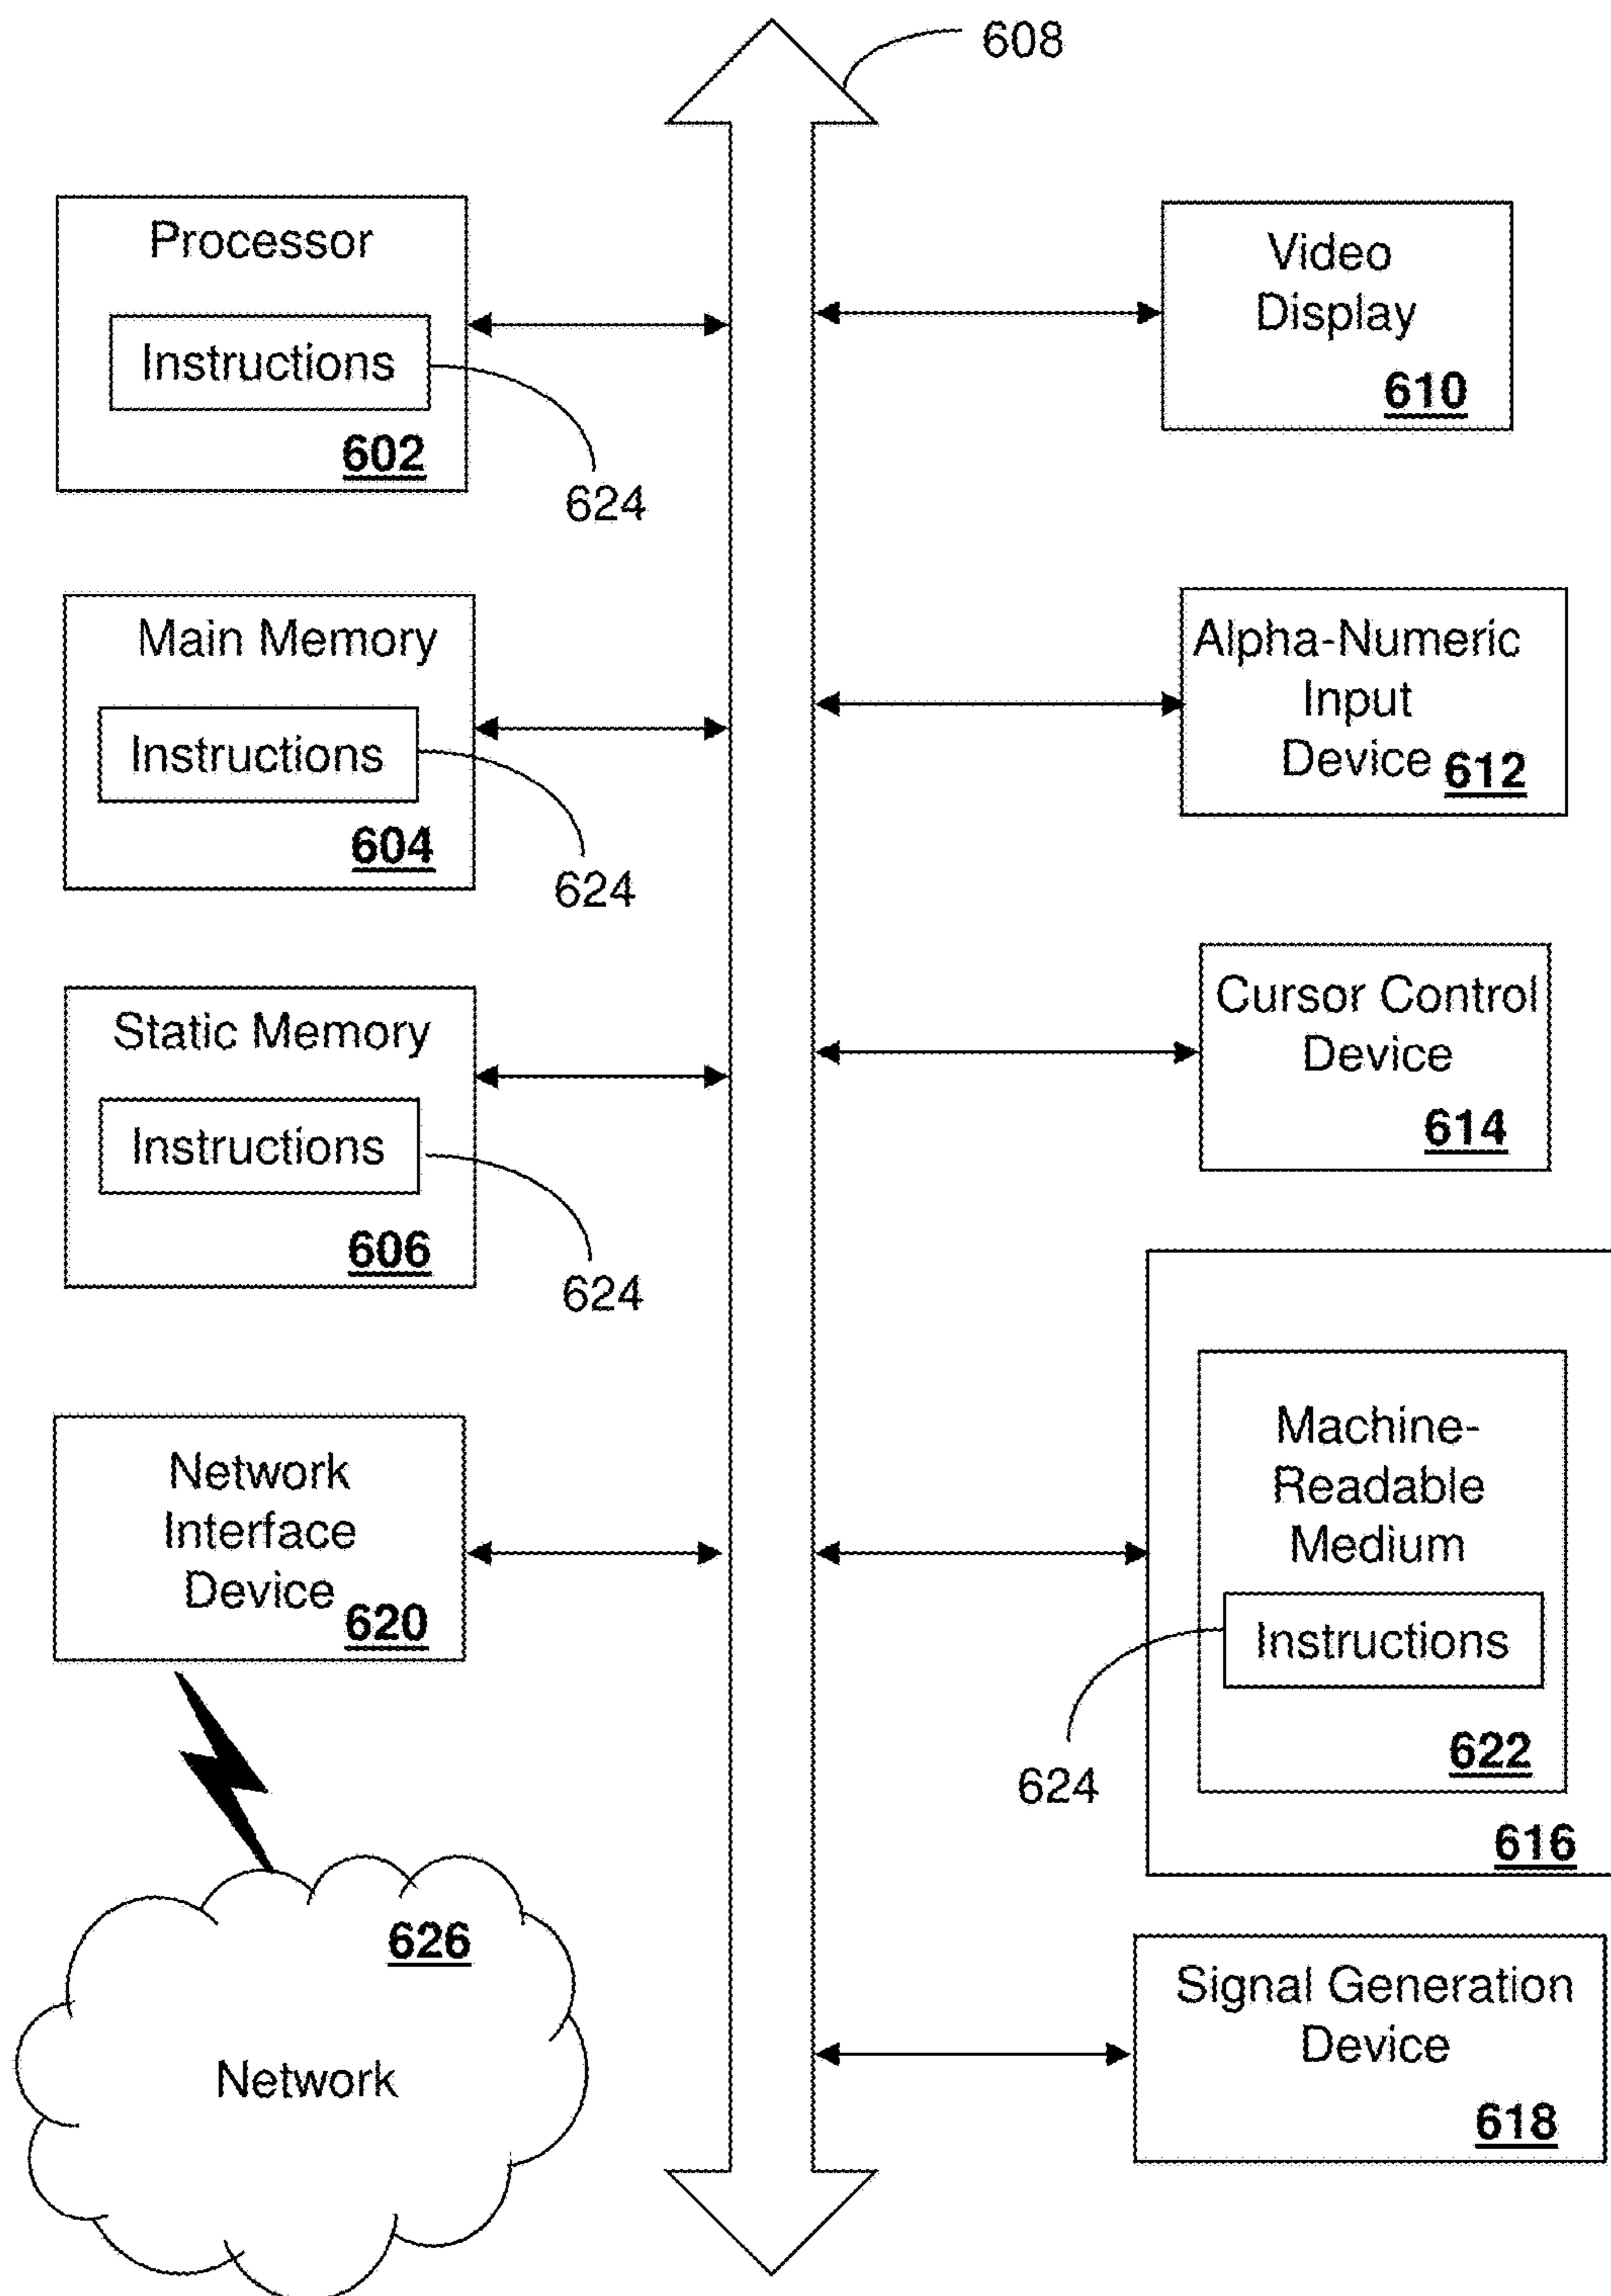 608
Processor
Instructions
602
624
Main Memory
Instructions
604
624
Static Memory
Instructions
606
624
Network
Interface
Device
620
626
Network
Video
Display
610
Alpha-Numeric
Input
Device 612
Cursor Control
Device
614
Machine-
Readable
Medium
Instructions
622
624
616
Signal Generation
Device
618